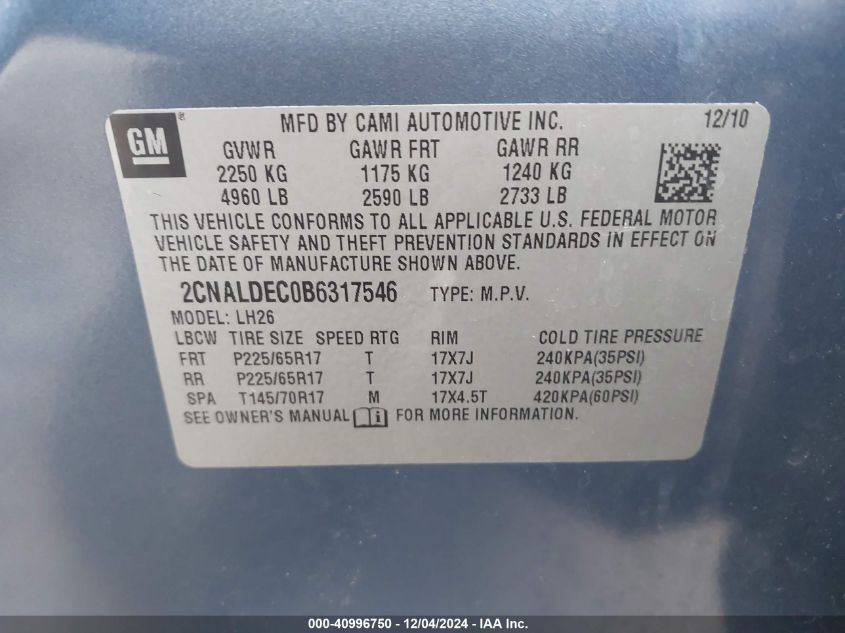 GM ® MFD BY CAMI AUTOMOTIVE INC. 12/10
GVWR GAWR FRT GAWR RR
2250 KG 1175 KG 1240 KG
4960 LB 2590 LB 2733 LB
THIS VEHICLE CONFORMS TO ALL APPLICABLE U.S. FEDERAL MOTOR
VEHICLE SAFETY AND THEFT PREVENTION STANDARDS IN EFFECT ON
THE DATE OF MANUFACTURE SHOWN ABOVE.
2CNALDEC0B6317546 TYPE: M.P.V.
MODEL: LH26
LBCW TIRE SIZE SPEED RTG RIM COLD TIRE PRESSURE
FRT P225/65R17 T 17X7J 240KPA(35PSI)
RR P225/65R17 T 17X7J 240KPA(35PSI)
SPA T145/70R17 M 17X4.5T 420KPA(60PSI)
SEE OWNER'S MANUAL i FOR MORE INFORMATION.
000-40996750 - 12/04/2024 - IAA Inc.